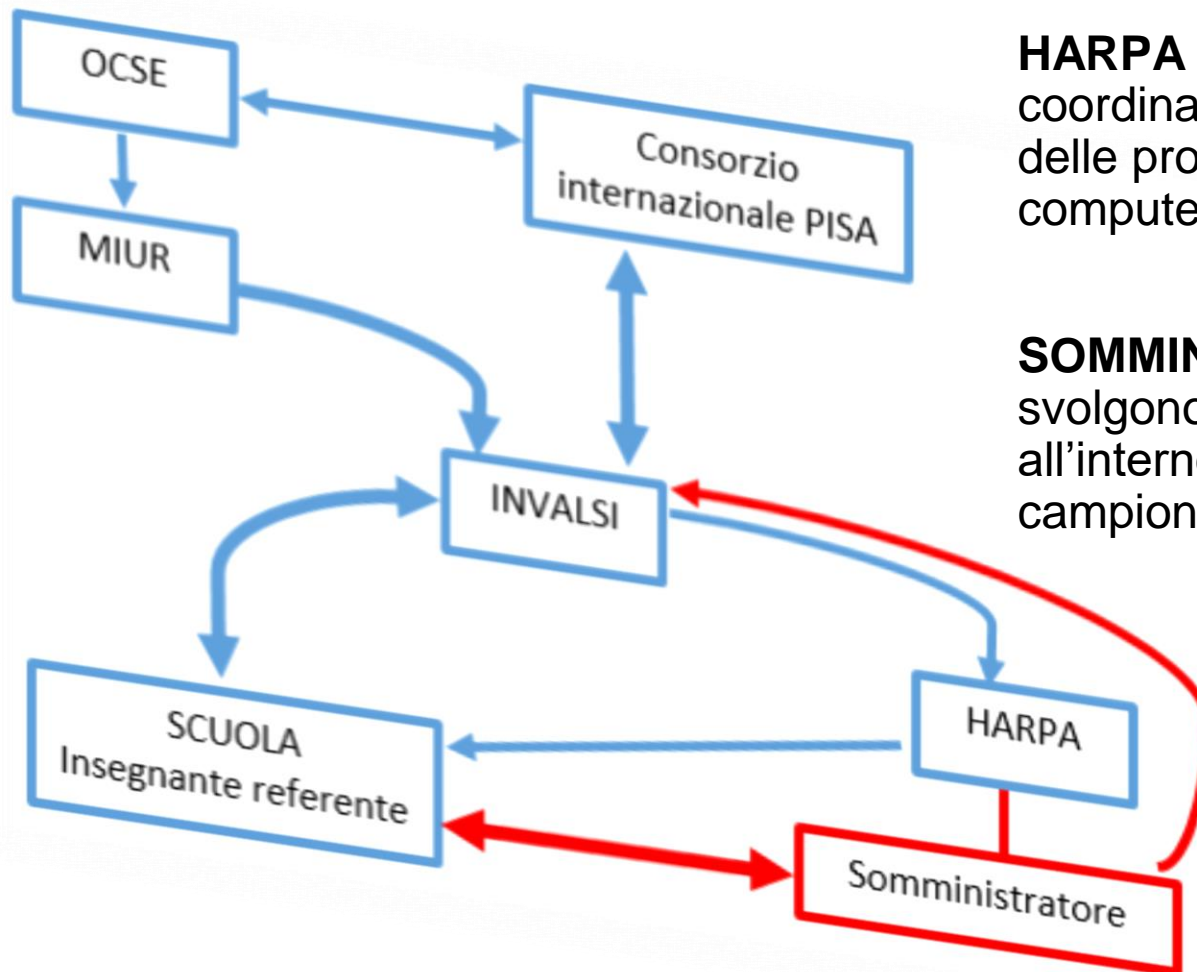 OCSE
Consorzio
internazionale PISA
MIUR
INVALSI
SCUOLA
Insegnante referente
HARPA
Somministratore
HARPA
coordina
delle pro
compute
SOMMIN
svolgono
all’intern
campion